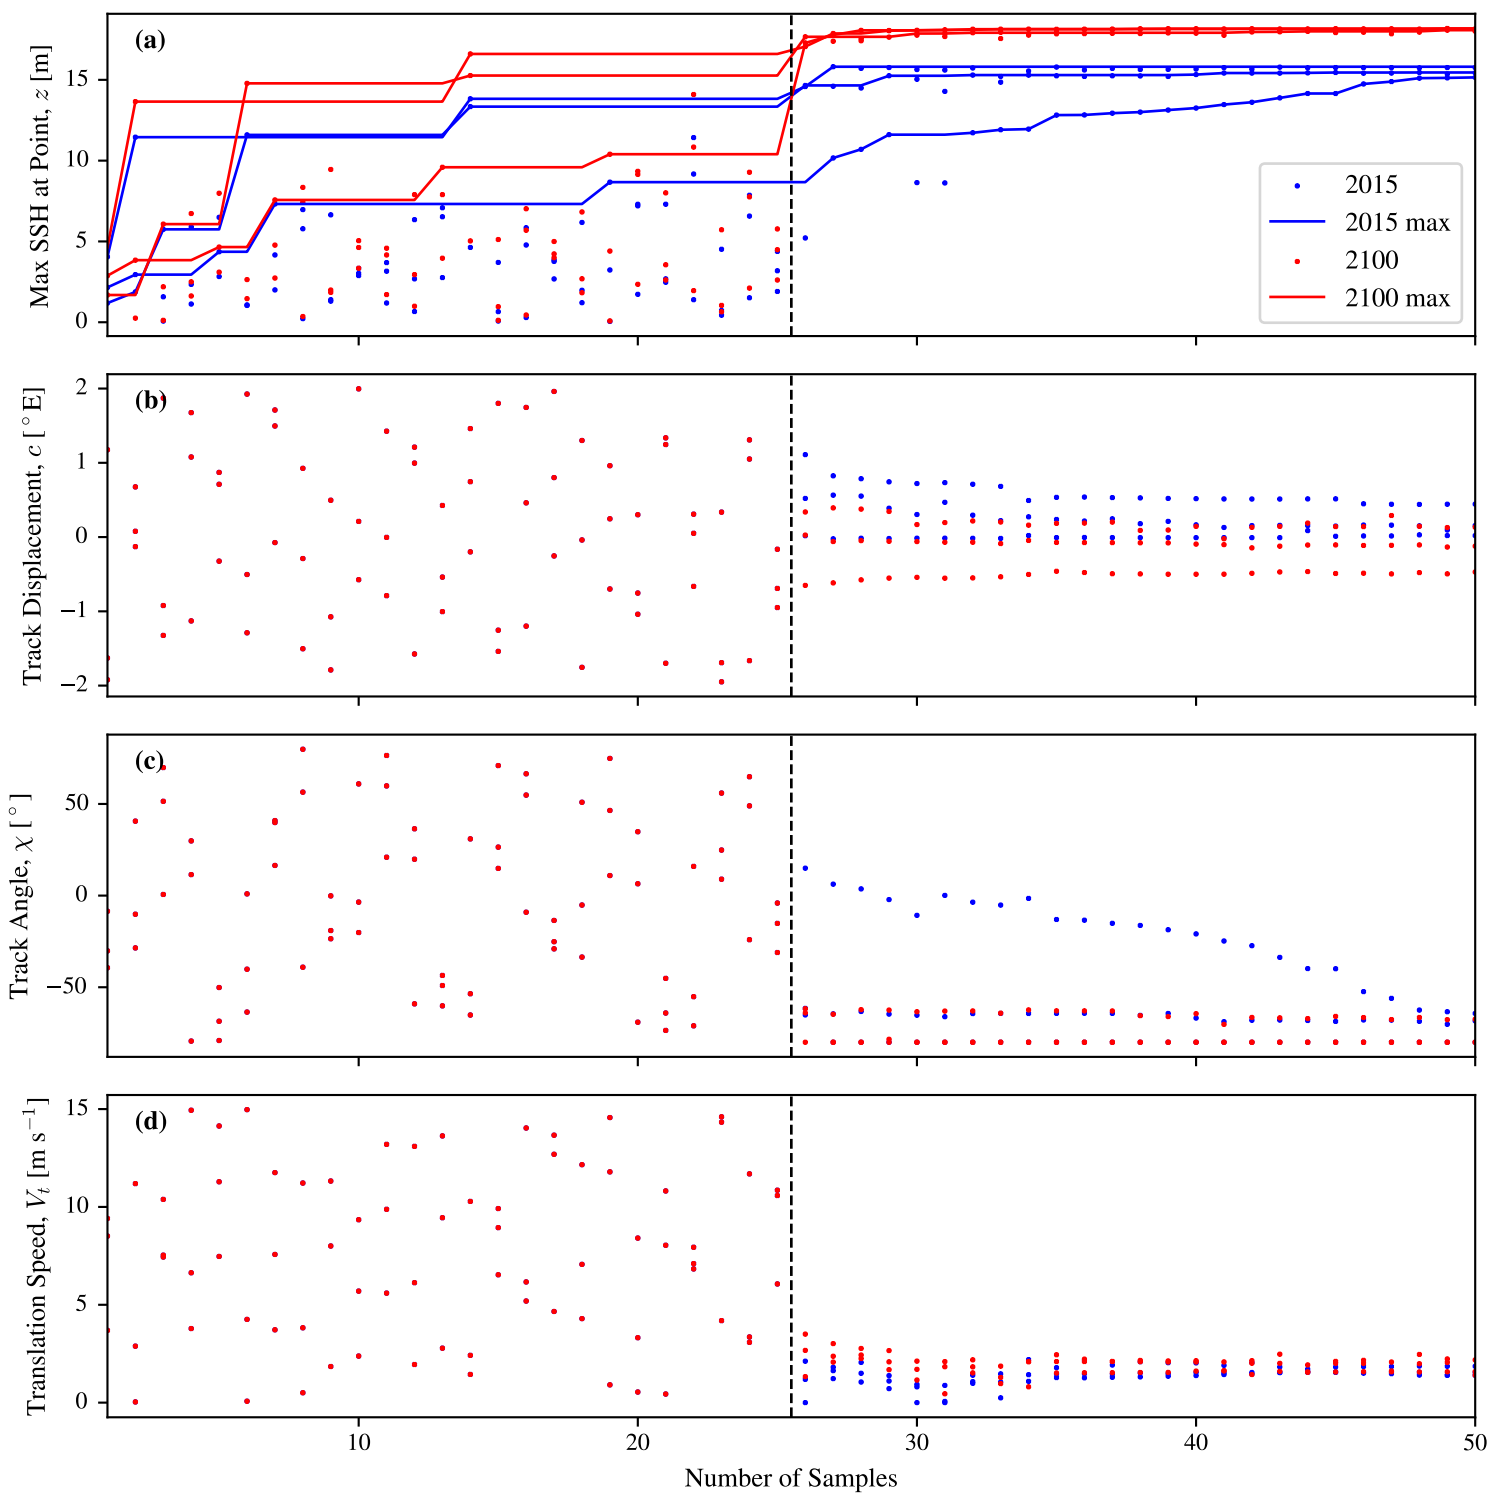 (a)
Max SSH at Point, z [m]
15
10
5
0
2015
2015 max
2100
2100 max
(b)
Track Displacement, c [°E]
2
1
0
−1
−2
(c)
Track Angle, χ [°]
50
0
−50
(d)
Translation Speed, V_t [m s⁻¹]
15
10
5
0
10 20 30 40 50
Number of Samples